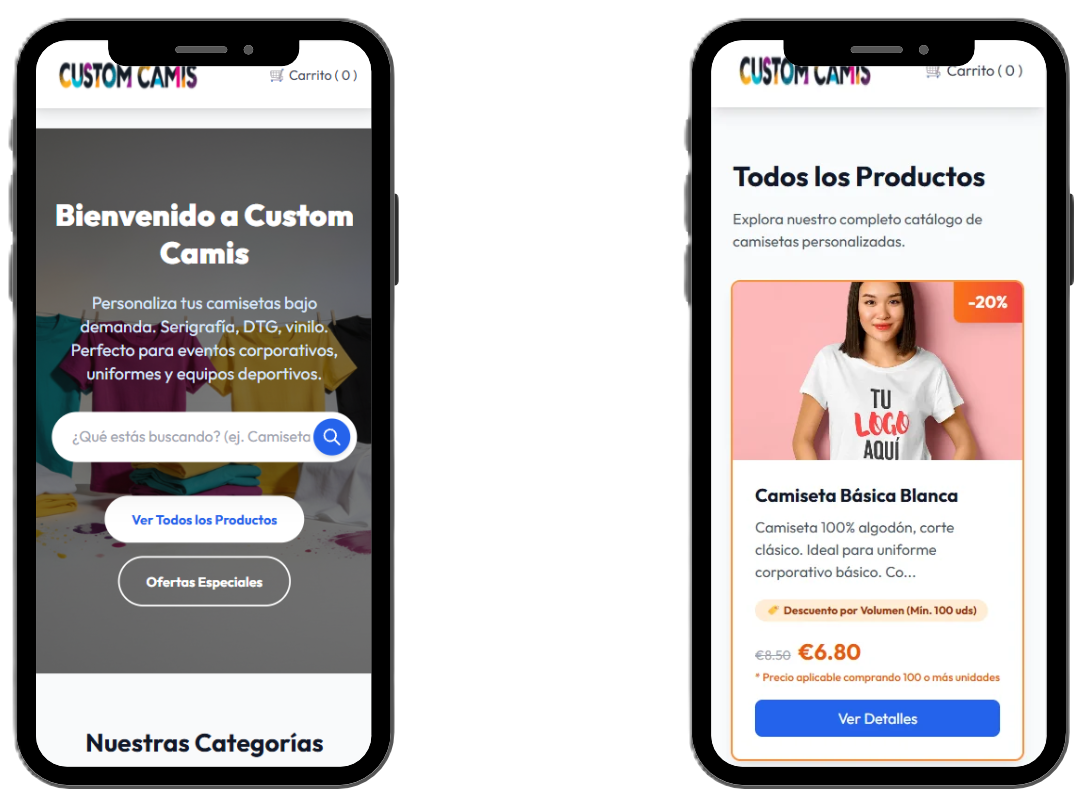 CUSTOM CAMIS
Carrito ( 0 )
Bienvenido a Custom
Camis
Personaliza tus camisetas bajo
demanda. Serigrafía, DTG, vinilo.
Perfecto para eventos corporativos,
uniformes y equipos deportivos.
¿Qué estás buscando? (ej. Camiseta
Ver Todos los Productos
Ofertas Especiales
Nuestras Categorías
CUSTOM CAMIS
Carrito ( 0 )
Todos los Productos
Explora nuestro completo catálogo de
camisetas personalizadas.
-20%
TU
LOGO
AQUÍ
Camiseta Básica Blanca
Camiseta 100% algodón, corte
clásico. Ideal para uniforme
corporativo básico. Co...
Descuento por Volumen (Min. 100 uds)
€8.50 €6.80
* Precio aplicable comprando 100 o más unidades
Ver Detalles